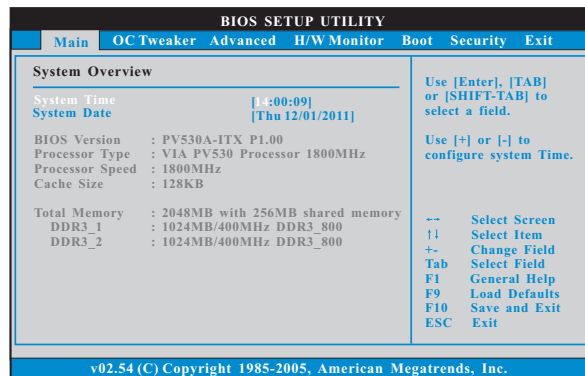 BIOS SETUP UTILITY
Main OC Tweaker Advanced H/W Monitor Boot Security Exit
System Overview
System Time [14:00:09]
System Date [Thu 12/01/2011]
BIOS Version : PV530A-ITX P1.00
Processor Type : VIA PV530 Processor 1800MHz
Processor Speed : 1800MHz
Cache Size : 128KB
Total Memory : 2048MB with 256MB shared memory
DDR3_1 : 1024MB/400MHz DDR3_800
DDR3_2 : 1024MB/400MHz DDR3_800
Use [Enter], [TAB]
or [SHIFT-TAB] to
select a field.
Use [+] or [-] to
configure system Time.
←→ Select Screen
↑↓ Select Item
+- Change Field
Tab Select Field
F1 General Help
F9 Load Defaults
F10 Save and Exit
ESC Exit
v02.54 (C) Copyright 1985-2005, American Megatrends, Inc.